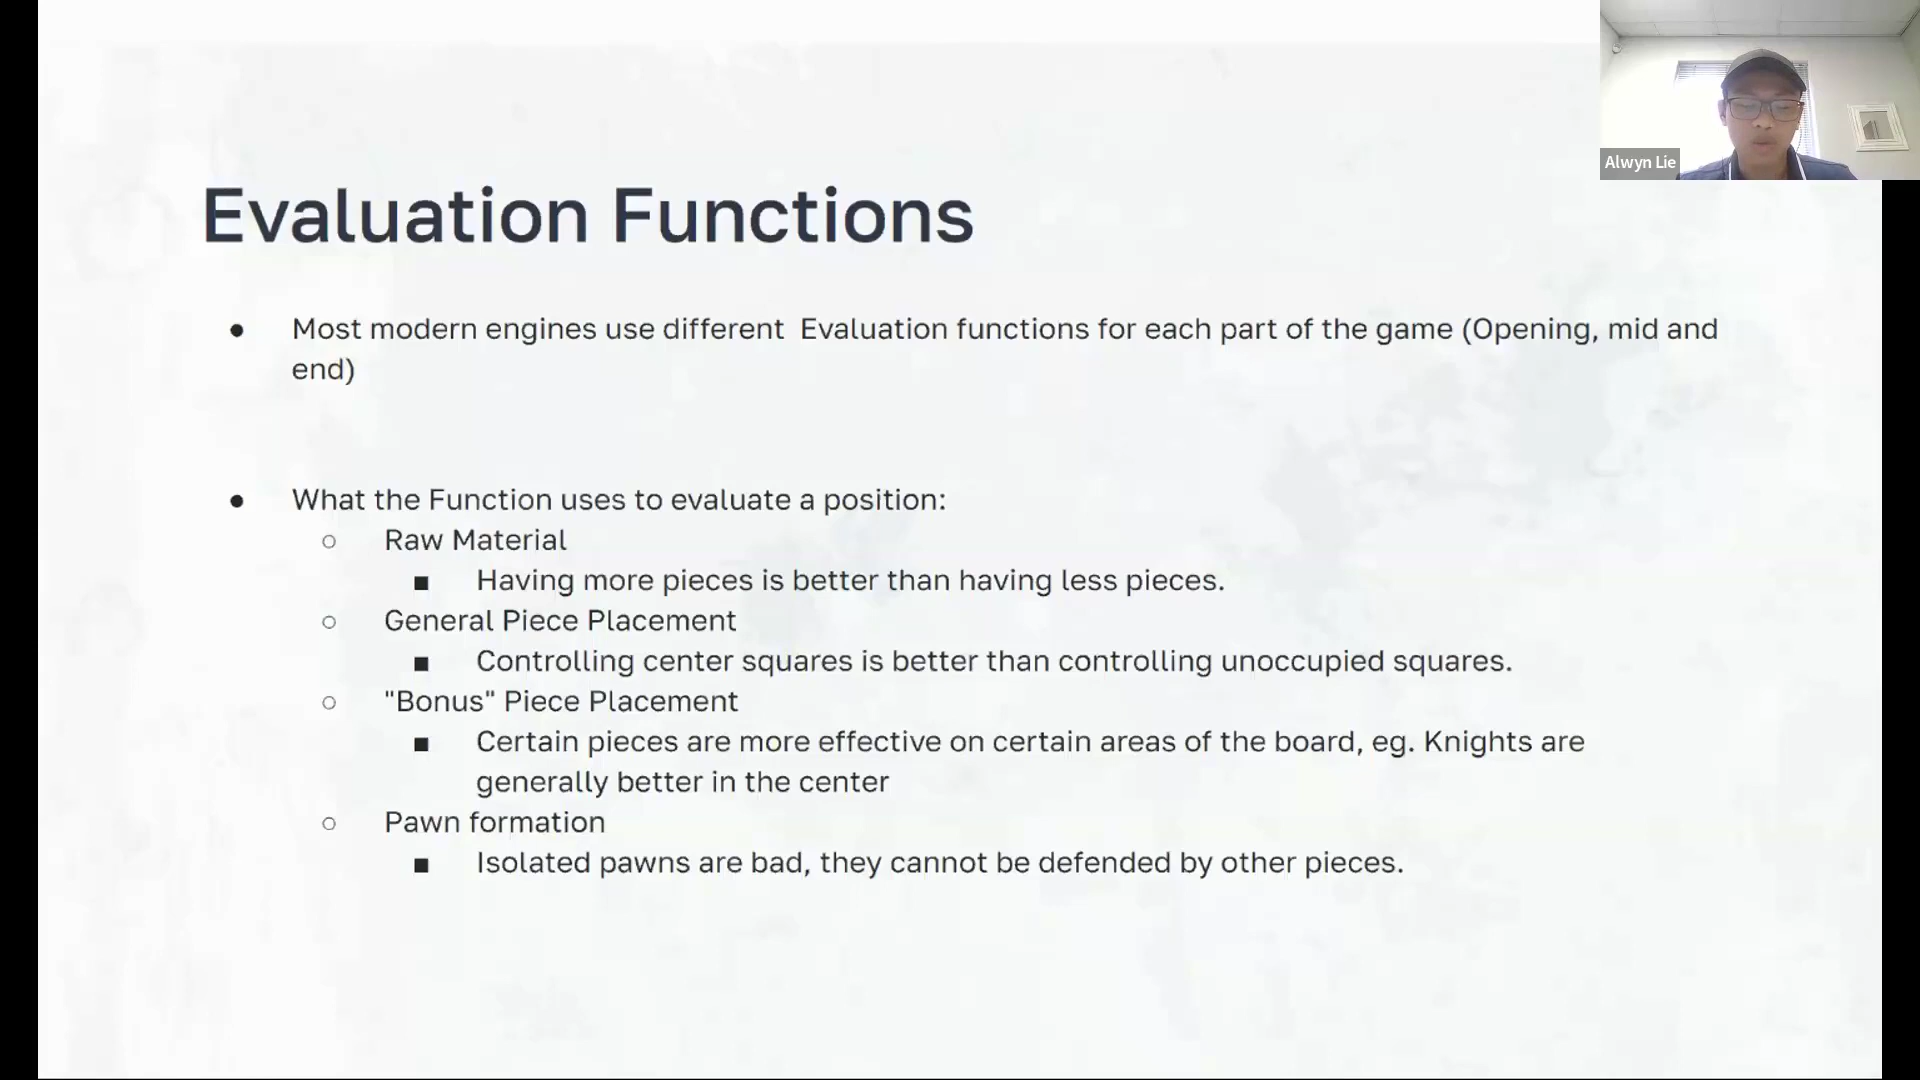 Alwyn Lie
Evaluation Functions
● Most modern engines use different  Evaluation functions for each part of the game (Opening, mid and
end)
● What the Function uses to evaluate a position:
○ Raw Material
■ Having more pieces is better than having less pieces.
○ General Piece Placement
■ Controlling center squares is better than controlling unoccupied squares.
○ "Bonus" Piece Placement
■ Certain pieces are more effective on certain areas of the board, eg. Knights are
generally better in the center
○ Pawn formation
■ Isolated pawns are bad, they cannot be defended by other pieces.